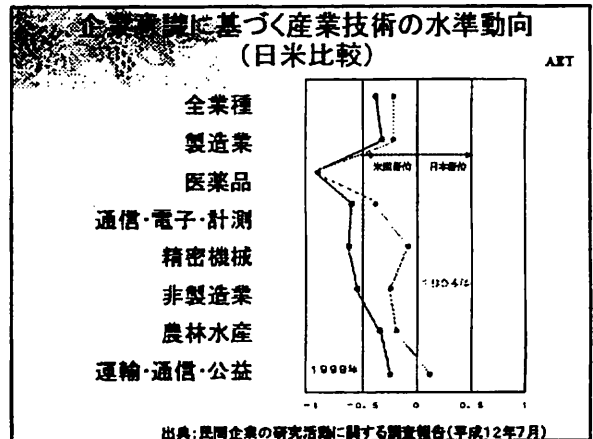 企業意識に基づく産業技術の水準動向
(日米比較)
AET
全業種
製造業
米国優位 日本優位
医薬品
通信・電子・計測
精密機械
1994年
非製造業
農林水産
運輸・通信・公益
1999年
-1 -0.5 0 0.5 1
出典:民間企業の研究活動に関する調査報告(平成12年7月)